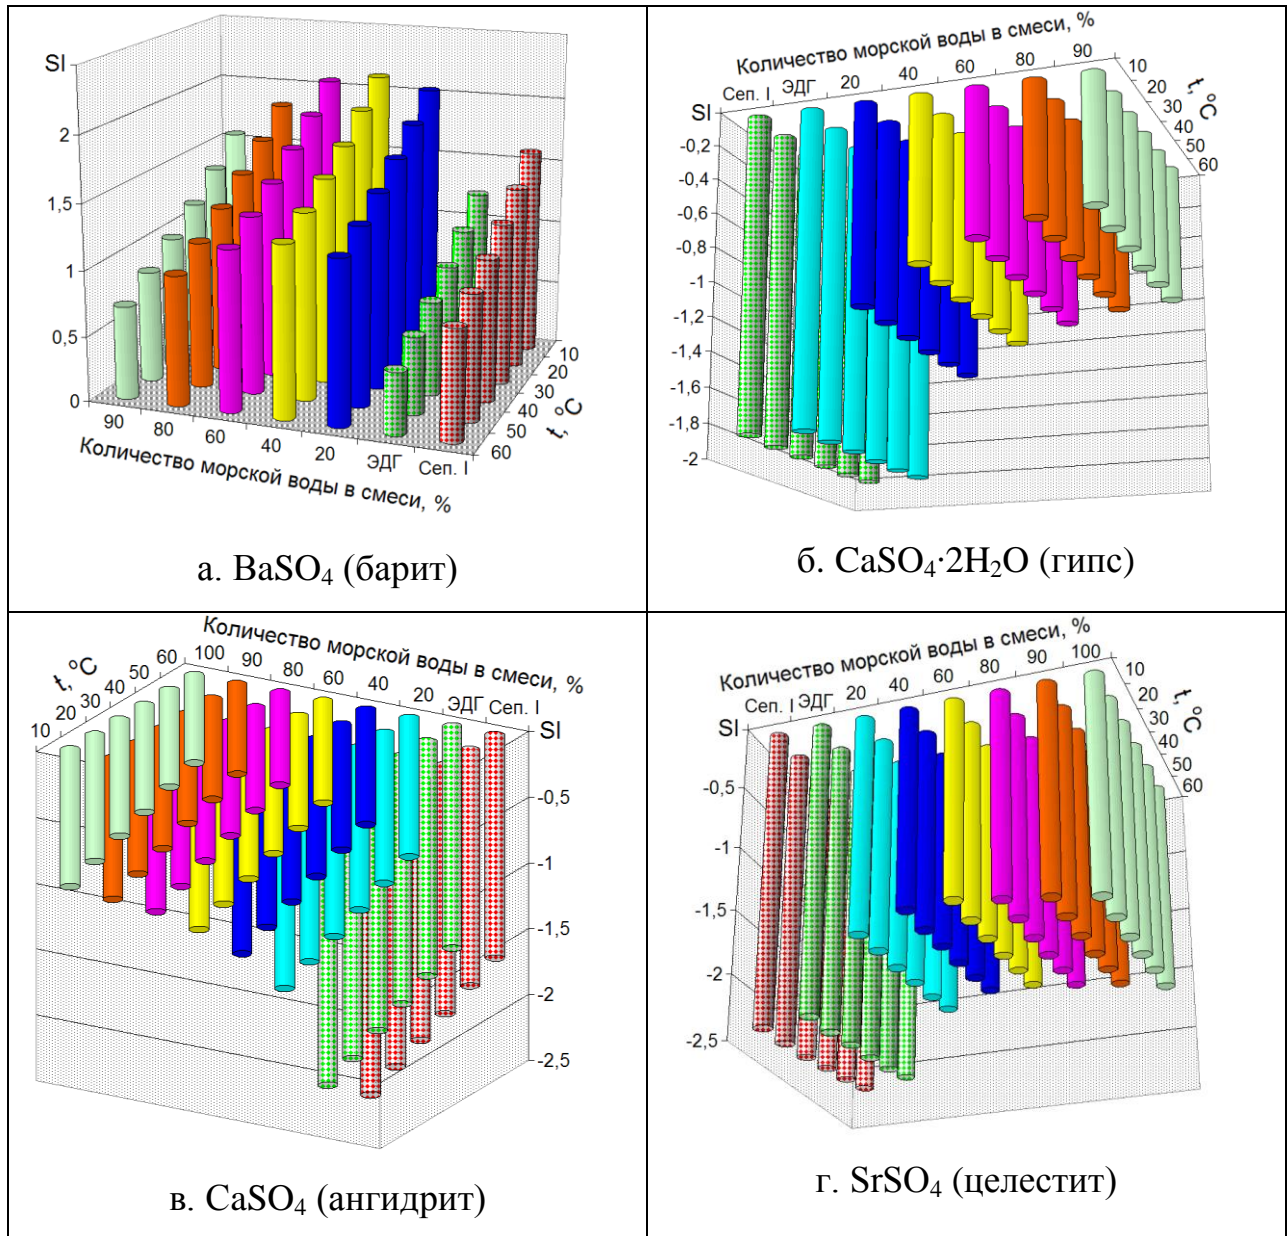 SI
2
1,5
1
0,5
0
90
80
60
40
20
ЭДГ
Сеп. I
10
20
30
40
50
60
t, °C
Количество морской воды в смеси, %
а. BaSO₄ (барит)
Количество морской воды в смеси, %
Сеп. I
ЭДГ
20
40
60
80
90
10
20
30
40
50
60
t, °C
SI
-0,2
-0,4
-0,6
-0,8
-1
-1,2
-1,4
-1,6
-1,8
-2
б. CaSO₄·2H₂O (гипс)
Количество морской воды в смеси, %
t, °C
10
20
30
40
50
60
100
90
80
60
40
20
ЭДГ
Сеп. I
SI
-0,5
-1
-1,5
-2
-2,5
в. CaSO₄ (ангидрит)
Количество морской воды в смеси, %
Сеп. I
ЭДГ
20
40
60
80
90
100
10
20
30
40
50
60
t, °C
SI
-0,5
-1
-1,5
-2
-2,5
г. SrSO₄ (целестит)